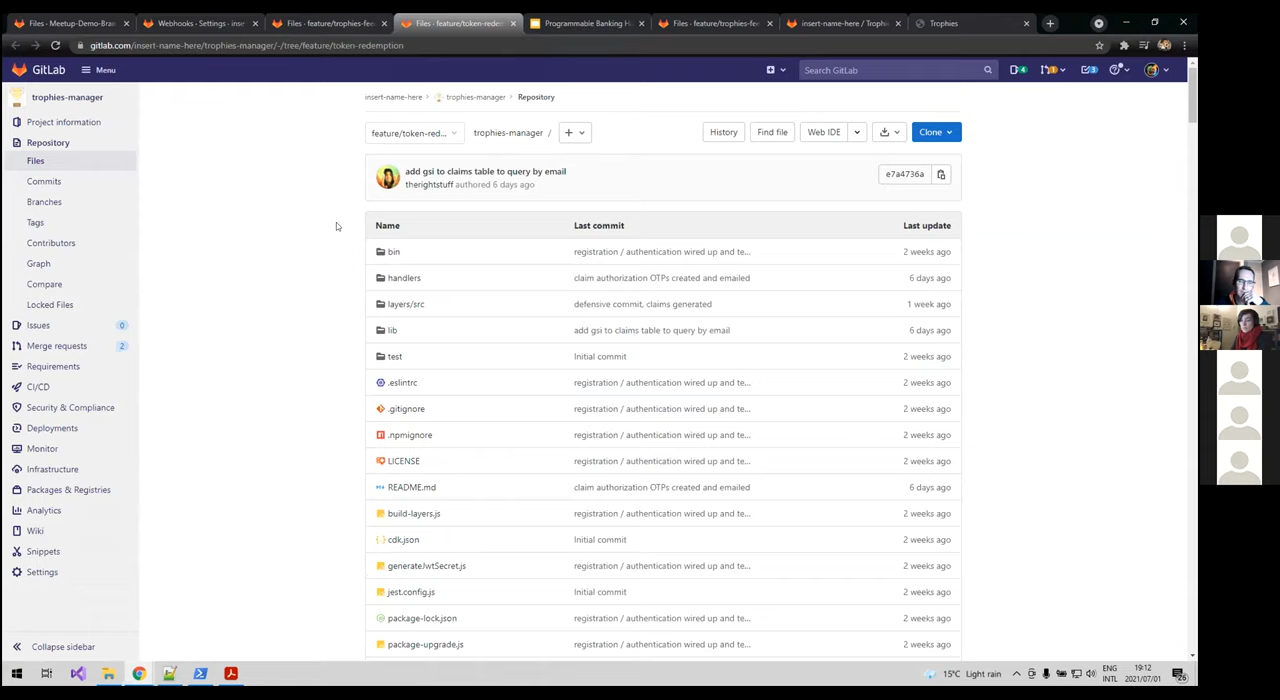 Files · Meetup-Demo-Bran
Webhooks · Settings · inse
Files · feature/trophies-fee
Files · feature/token-rede
Programmable Banking H
Files · feature/trophies-fe
insert-name-here / Trophi
Trophies
gitlab.com/insert-name-here/trophies-manager/-/tree/feature/token-redemption
GitLab
Menu
Search GitLab
4
1
3
trophies-manager
Project information
Repository
Files
Commits
Branches
Tags
Contributors
Graph
Compare
Locked Files
Issues 0
Merge requests 2
Requirements
CI/CD
Security & Compliance
Deployments
Monitor
Infrastructure
Packages & Registries
Analytics
Wiki
Snippets
Settings
Collapse sidebar
insert-name-here > trophies-manager > Repository
feature/token-red...
trophies-manager /
History
Find file
Web IDE
Clone
add gsi to claims table to query by email
therightstuff authored 6 days ago
e7a4736a
Name Last commit Last update
bin registration / authentication wired up and te... 2 weeks ago
handlers claim authorization OTPs created and emailed 6 days ago
layers/src defensive commit, claims generated 1 week ago
lib add gsi to claims table to query by email 6 days ago
test Initial commit 2 weeks ago
.eslintrc registration / authentication wired up and te... 2 weeks ago
.gitignore registration / authentication wired up and te... 2 weeks ago
.npmignore registration / authentication wired up and te... 2 weeks ago
LICENSE registration / authentication wired up and te... 2 weeks ago
README.md claim authorization OTPs created and emailed 6 days ago
build-layers.js registration / authentication wired up and te... 2 weeks ago
cdk.json Initial commit 2 weeks ago
generateJwtSecret.js registration / authentication wired up and te... 2 weeks ago
jest.config.js Initial commit 2 weeks ago
package-lock.json registration / authentication wired up and te... 2 weeks ago
package-upgrade.js registration / authentication wired up and te... 2 weeks ago
15°C Light rain
ENG
INTL
19:12
2021/07/01
26